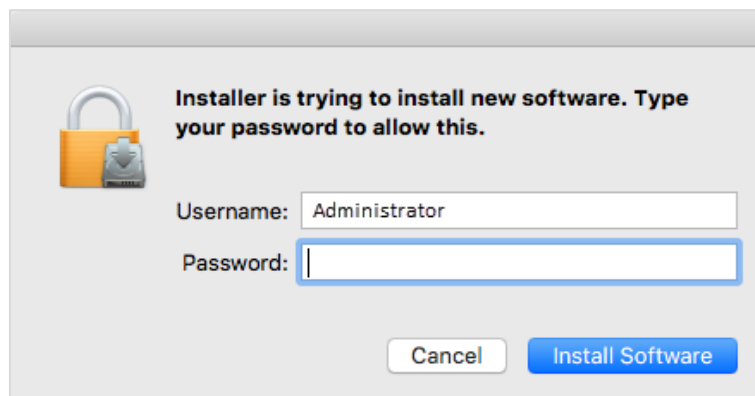 Installer is trying to install new software. Type
your password to allow this.
Username: Administrator
Password:
Cancel Install Software